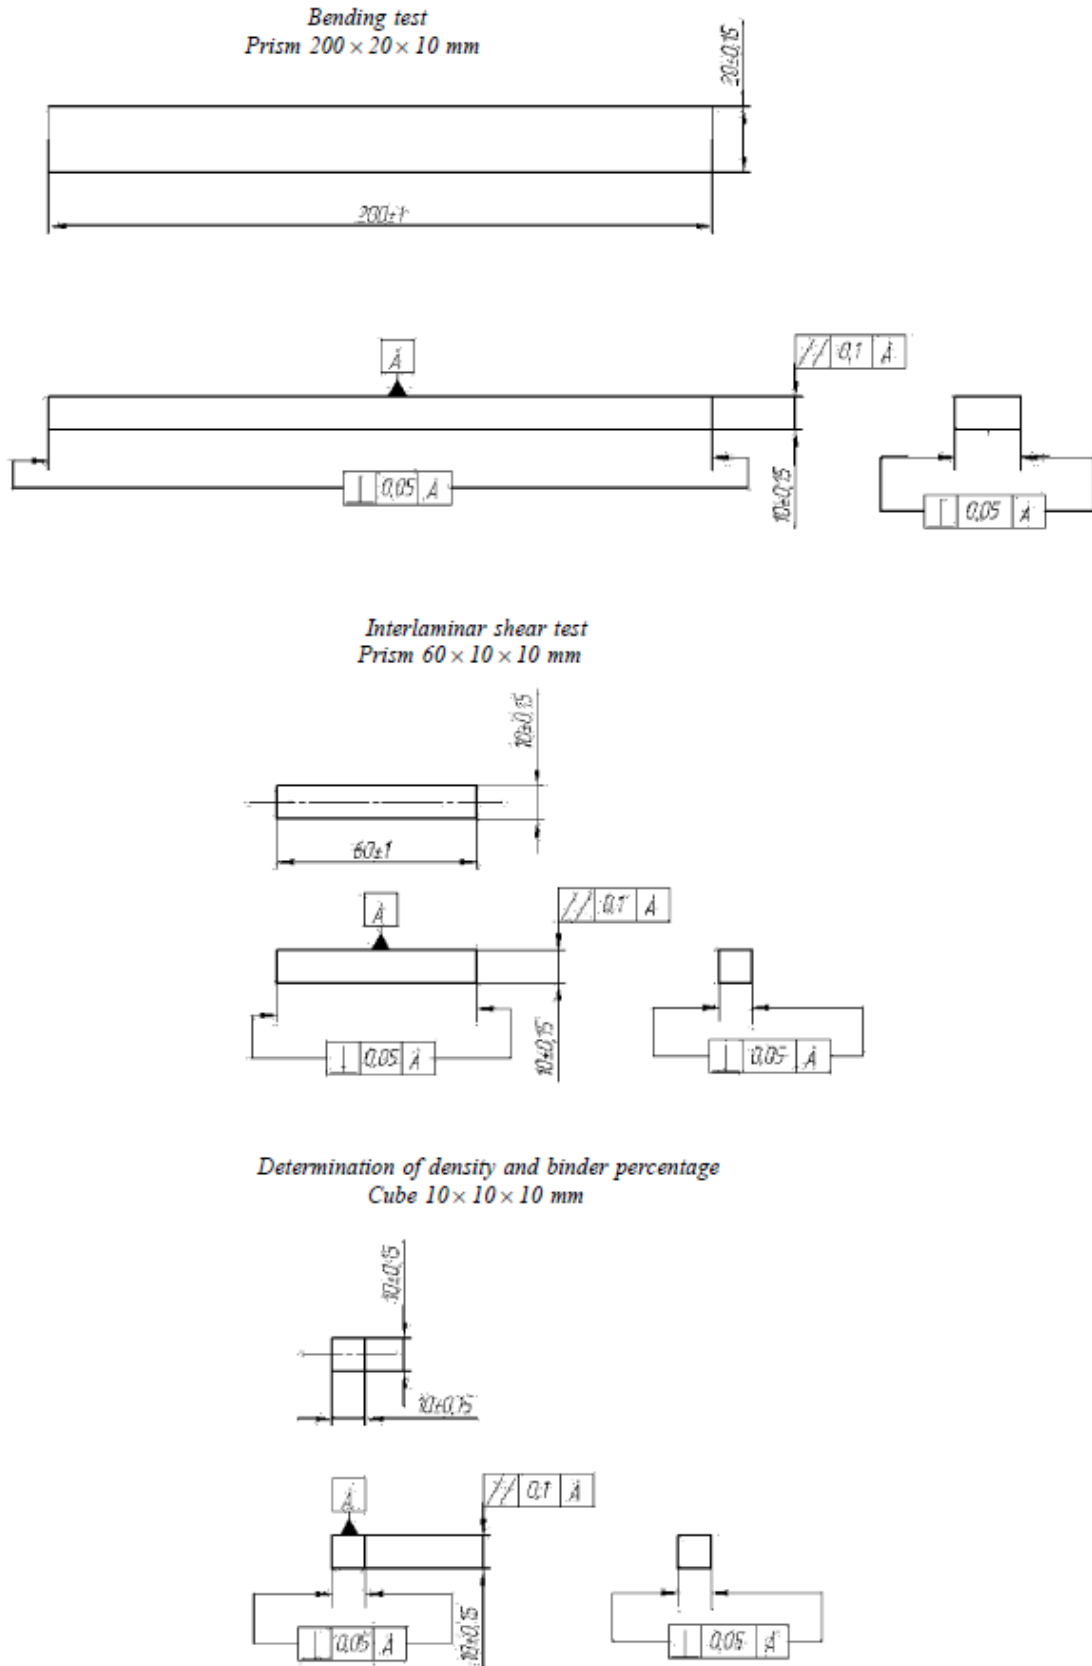 Bending test
Prism 200 × 20 × 10 mm
20±0,15
200±1
A
// 0,1 A
⊥ 0,05 A
10±0,15
⊥ 0,05 A
Interlaminar shear test
Prism 60 × 10 × 10 mm
10±0,15
60±1
A
// 0,1 A
⊥ 0,05 A
10±0,15
⊥ 0,05 A
Determination of density and binder percentage
Cube 10 × 10 × 10 mm
10±0,15
10±0,15
A
// 0,1 A
⊥ 0,05 A
10±0,15
⊥ 0,05 A